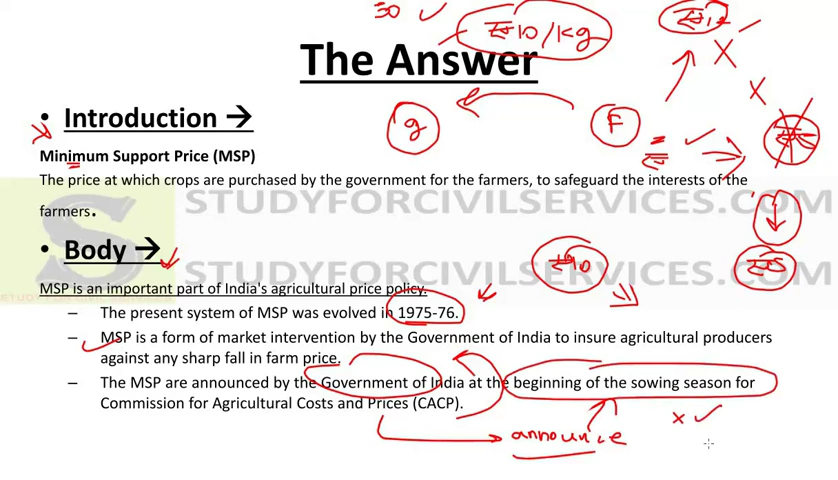 30
₹10/kg
₹12
The Answer
• Introduction →
g
F
Minimum Support Price (MSP)
The price at which crops are purchased by the government for the farmers, to safeguard the interests of the
farmers.
STUDYFORCIVILSERVICES.COM
• Body →
₹10
₹5
STUDYFORCIVILSERVICES.COM
MSP is an important part of India's agricultural price policy.
STUDYFORCIVILSERVICES.COM
– The present system of MSP was evolved in 1975-76.
– MSP is a form of market intervention by the Government of India to insure agricultural producers
against any sharp fall in farm price.
– The MSP are announced by the Government of India at the beginning of the sowing season for
Commission for Agricultural Costs and Prices (CACP).
announce